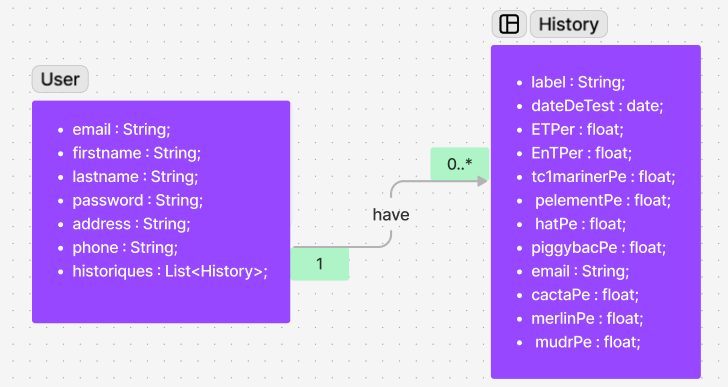 User
• email : String;
• firstname : String;
• lastname : String;
• password : String;
• address : String;
• phone : String;
• historiques : List<History>;
1
have
0..*
History
• label : String;
• dateDeTest : date;
• ETPer : float;
• EnTPer : float;
• tc1marinerPe : float;
• pelementPe : float;
• hatPe : float;
• piggybacPe : float;
• email : String;
• cactaPe : float;
• merlinPe : float;
• mudrPe : float;